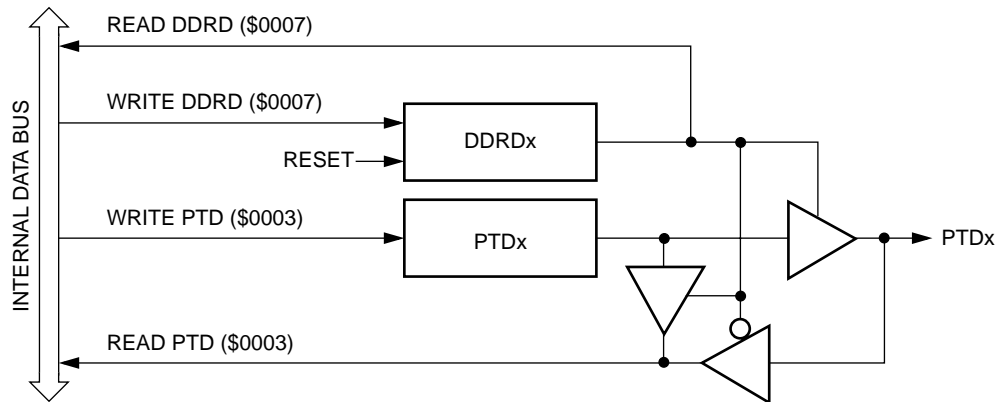 READ DDRD ($0007)
WRITE DDRD ($0007)
DDRDx
RESET
WRITE PTD ($0003)
PTDx
PTDx
READ PTD ($0003)
INTERNAL DATA BUS